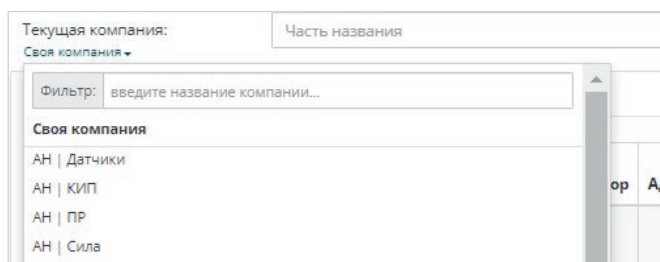 Текущая компания:
Часть названия
Своя компания
Фильтр: введите название компании...
Своя компания
АН | Датчики
АН | КИП
АН | ПР
АН | Сила